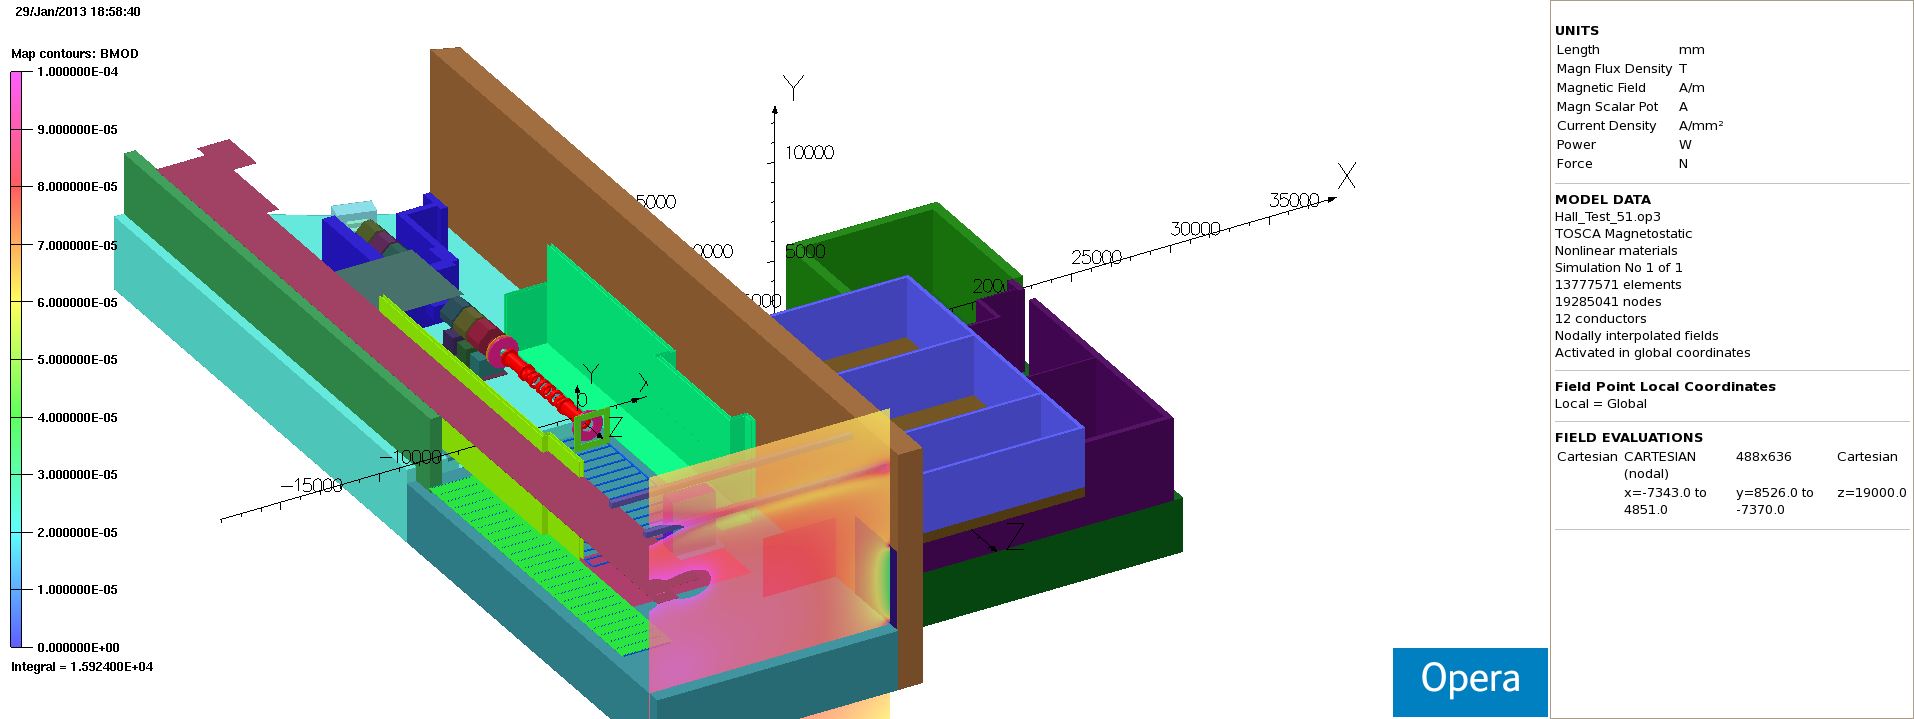 29/Jan/2013 18:58:40
Map contours: BMOD
1.000000E-04
9.000000E-05
8.000000E-05
7.000000E-05
6.000000E-05
5.000000E-05
4.000000E-05
3.000000E-05
2.000000E-05
1.000000E-05
0.000000E+00
Integral = 1.592400E+04
Y
10000
5000
5000
X
35000
30000
25000
Y
X
0
Z
-10000
-15000
Z
Opera
UNITS
Length mm
Magn Flux Density T
Magnetic Field A/m
Magn Scalar Pot A
Current Density A/mm²
Power W
Force N
MODEL DATA
Hall_Test_51.op3
TOSCA Magnetostatic
Nonlinear materials
Simulation No 1 of 1
13777571 elements
19285041 nodes
12 conductors
Nodally interpolated fields
Activated in global coordinates
Field Point Local Coordinates
Local = Global
FIELD EVALUATIONS
Cartesian CARTESIAN 488x636 Cartesian
(nodal)
x=-7343.0 to y=8526.0 to z=19000.0
4851.0 -7370.0